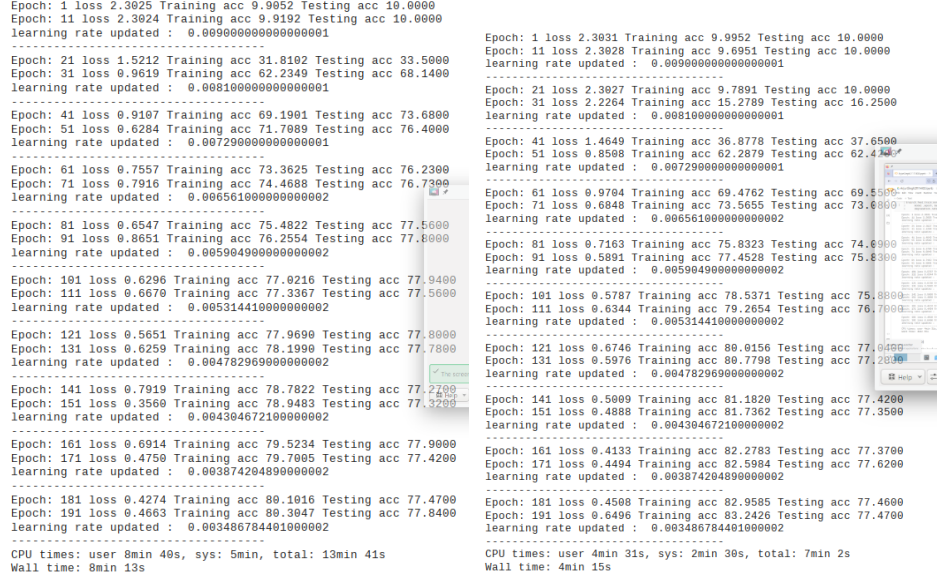 Epoch: 1 loss 2.3025 Training acc 9.9052 Testing acc 10.0000
Epoch: 11 loss 2.3024 Training acc 9.9192 Testing acc 10.0000
learning rate updated :  0.009000000000000001
--------------------------------------
Epoch: 21 loss 1.5212 Training acc 31.8102 Testing acc 33.5000
Epoch: 31 loss 0.9619 Training acc 62.2349 Testing acc 68.1400
learning rate updated :  0.008100000000000001
--------------------------------------
Epoch: 41 loss 0.9107 Training acc 69.1901 Testing acc 73.6800
Epoch: 51 loss 0.6284 Training acc 71.7089 Testing acc 76.4000
learning rate updated :  0.007290000000000001
--------------------------------------
Epoch: 61 loss 0.7557 Training acc 73.3625 Testing acc 76.2300
Epoch: 71 loss 0.7916 Training acc 74.4688 Testing acc 76.7300
learning rate updated :  0.006561000000000002
--------------------------------------
Epoch: 81 loss 0.6547 Training acc 75.4822 Testing acc 77.5600
Epoch: 91 loss 0.8651 Training acc 76.2554 Testing acc 77.8000
learning rate updated :  0.005904900000000002
--------------------------------------
Epoch: 101 loss 0.6296 Training acc 77.0216 Testing acc 77.9400
Epoch: 111 loss 0.6670 Training acc 77.3367 Testing acc 77.5600
learning rate updated :  0.005314410000000002
--------------------------------------
Epoch: 121 loss 0.5651 Training acc 77.9690 Testing acc 77.8000
Epoch: 131 loss 0.6259 Training acc 78.1990 Testing acc 77.7800
learning rate updated :  0.004782969000000002
--------------------------------------
Epoch: 141 loss 0.7919 Training acc 78.7822 Testing acc 77.2700
Epoch: 151 loss 0.3560 Training acc 78.9483 Testing acc 77.3200
learning rate updated :  0.004304672100000002
--------------------------------------
Epoch: 161 loss 0.6914 Training acc 79.5234 Testing acc 77.9000
Epoch: 171 loss 0.4750 Training acc 79.7005 Testing acc 77.4200
learning rate updated :  0.003874204890000002
--------------------------------------
Epoch: 181 loss 0.4274 Training acc 80.1016 Testing acc 77.4700
Epoch: 191 loss 0.4663 Training acc 80.3047 Testing acc 77.8400
learning rate updated :  0.003486784401000002
--------------------------------------
CPU times: user 8min 40s, sys: 5min, total: 13min 41s
Wall time: 8min 13s
The screen
Help
Epoch: 1 loss 2.3031 Training acc 9.9952 Testing acc 10.0000
Epoch: 11 loss 2.3028 Training acc 9.6951 Testing acc 10.0000
learning rate updated :  0.009000000000000001
------------------------------------
Epoch: 21 loss 2.3027 Training acc 9.7891 Testing acc 10.0000
Epoch: 31 loss 2.2264 Training acc 15.2789 Testing acc 16.2500
learning rate updated :  0.008100000000000001
------------------------------------
Epoch: 41 loss 1.4649 Training acc 36.8778 Testing acc 37.6500
Epoch: 51 loss 0.8508 Training acc 62.2879 Testing acc
learning rate updated :  0.007290000000000001
------------------------------------
Epoch: 61 loss 0.9704 Training acc 69.4762 Testing acc
Epoch: 71 loss 0.6848 Training acc 73.5655 Testing acc
learning rate updated :  0.006561000000000002
------------------------------------
Epoch: 81 loss 0.7163 Training acc 75.8323 Testing acc
Epoch: 91 loss 0.5891 Training acc 77.4528 Testing acc
learning rate updated :  0.005904900000000002
------------------------------------
Epoch: 101 loss 0.5787 Training acc 78.5371 Testing acc
Epoch: 111 loss 0.6344 Training acc 79.2654 Testing acc
learning rate updated :  0.005314410000000002
------------------------------------
Epoch: 121 loss 0.6746 Training acc 80.0156 Testing acc
Epoch: 131 loss 0.5976 Training acc 80.7798 Testing acc
learning rate updated :  0.004782969000000002
------------------------------------
Epoch: 141 loss 0.5009 Training acc 81.1820 Testing acc 77.4200
Epoch: 151 loss 0.4888 Training acc 81.7362 Testing acc 77.3500
learning rate updated :  0.004304672100000002
------------------------------------
Epoch: 161 loss 0.4133 Training acc 82.2783 Testing acc 77.3700
Epoch: 171 loss 0.4494 Training acc 82.5984 Testing acc 77.6200
learning rate updated :  0.003874204890000002
------------------------------------
Epoch: 181 loss 0.4508 Training acc 82.9585 Testing acc 77.4600
Epoch: 191 loss 0.6496 Training acc 83.2426 Testing acc 77.4700
learning rate updated :  0.003486784401000002
------------------------------------
CPU times: user 4min 31s, sys: 2min 30s, total: 7min 2s
Wall time: 4min 15s
Help